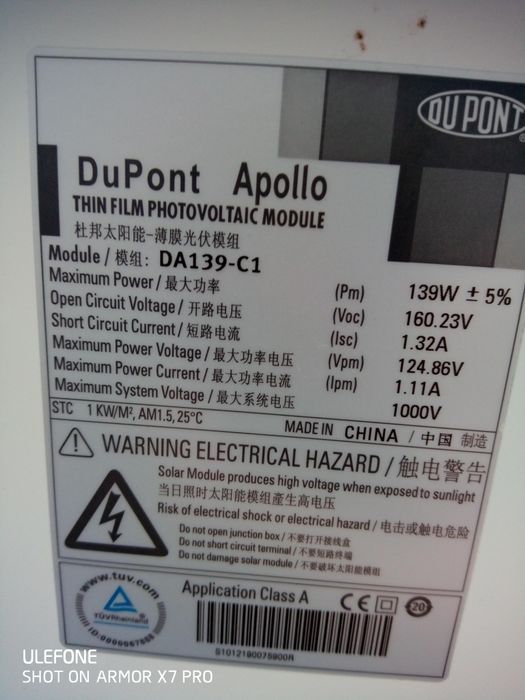 DUPONT
DuPont Apollo
THIN FILM PHOTOVOLTAIC MODULE
杜邦太阳能-薄膜光伏模组
Module / 模组: DA139-C1
Maximum Power / 最大功率 (Pm) 139W ± 5%
Open Circuit Voltage / 开路电压 (Voc) 160.23V
Short Circuit Current / 短路电流 (Isc) 1.32A
Maximum Power Voltage / 最大功率电压 (Vpm) 124.86V
Maximum Power Current / 最大功率电流 (Ipm) 1.11A
Maximum System Voltage / 最大系统电压 1000V
STC 1 KW/M², AM1.5, 25°C MADE IN CHINA / 中国 制造
WARNING ELECTRICAL HAZARD / 触电警告
Solar Module produces high voltage when exposed to sunlight
当日照时太阳能模组產生高电压
Risk of electrical shock or electrical hazard / 电击或触电危险
Do not open junction box / 不要打开接线盒
Do not short circuit terminal / 不要短路终端
Do not damage solar module / 不要破坏太阳能模组
www.tuv.com
TÜVRheinland
Application Class A CE 20
ULEFONE
SHOT ON ARMOR X7 PRO